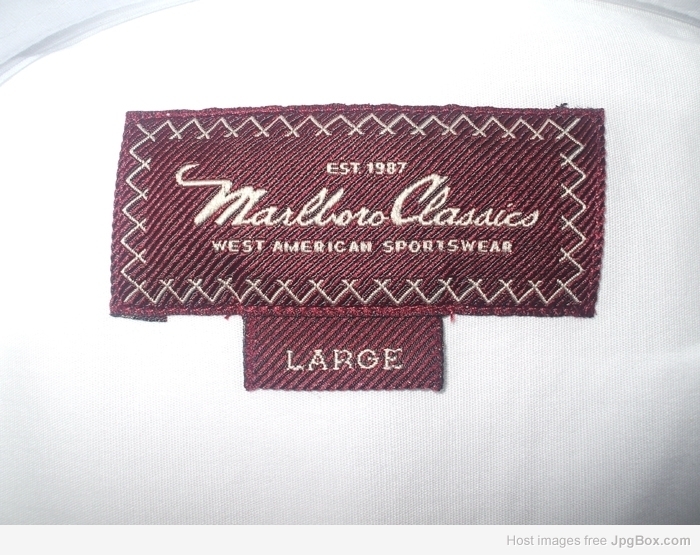 EST. 1987
Marlboro Classics
WEST AMERICAN SPORTSWEAR
LARGE
Host images free JpgBox.com